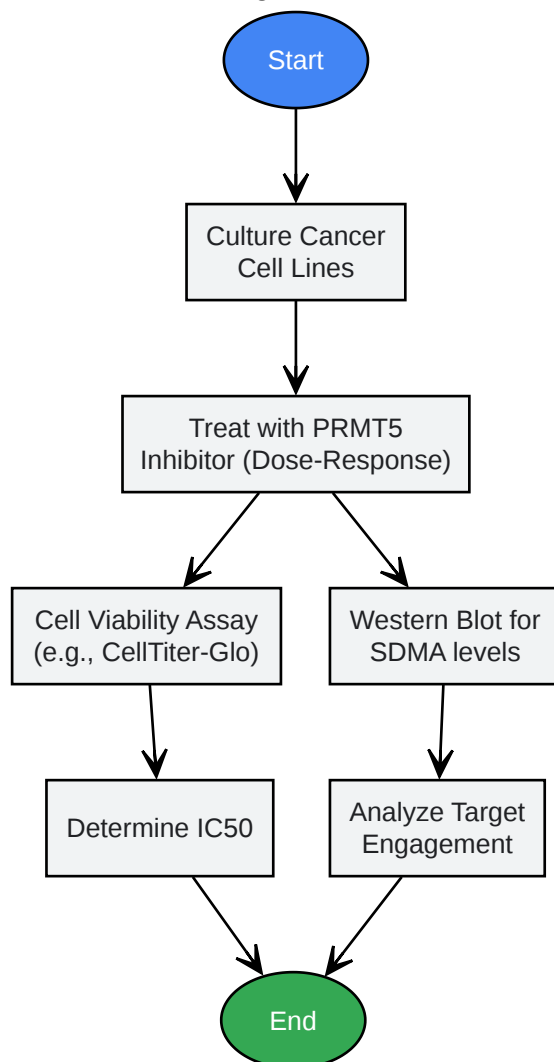 Start
Culture Cancer
Cell Lines
Treat with PRMT5
Inhibitor (Dose-Response)
Cell Viability Assay
(e.g., CellTiter-Glo)
Western Blot for
SDMA levels
Determine IC50
Analyze Target
Engagement
End